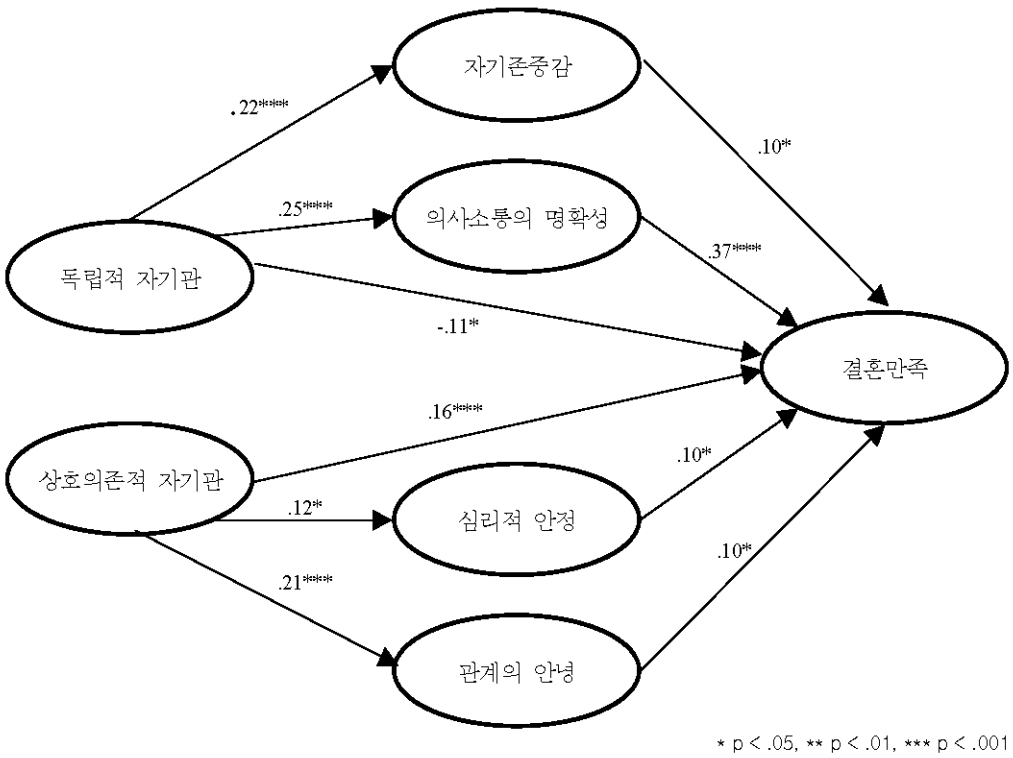 자기존중감
.22***
.10*
.25***
의사소통의 명확성
.37***
독립적 자기관
-.11*
결혼만족
.16***
상호의존적 자기관
.10*
.12*
심리적 안정
.10*
.21***
관계의 안녕
* p < .05, ** p < .01, *** p < .001